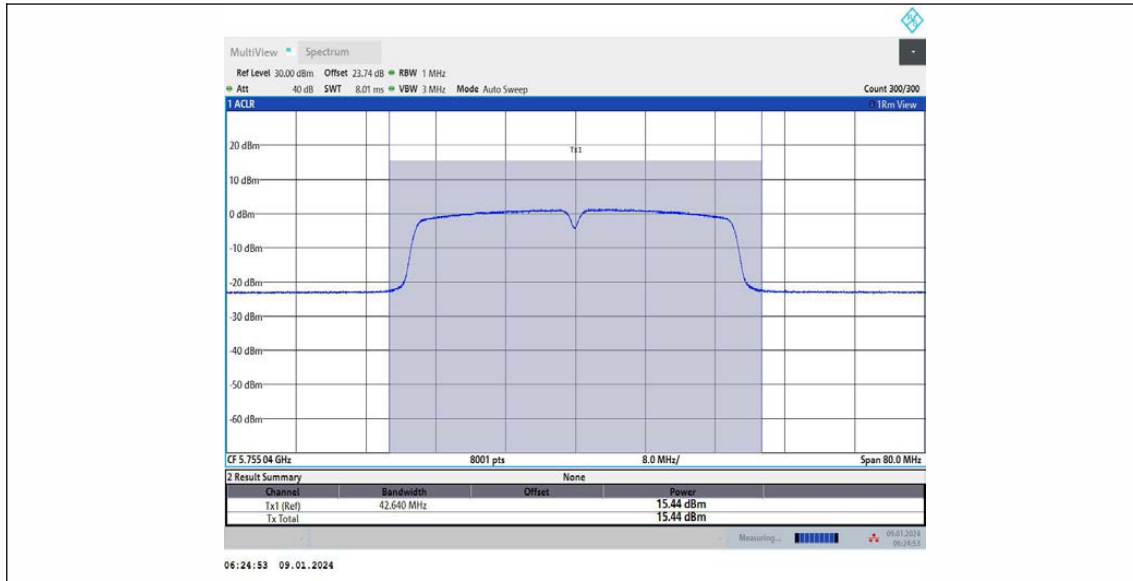 MultiView Spectrum
Ref Level 30.00 dBm Offset 23.74 dB RBW 1 MHz
Att 40 dB SWT 8.01 ms VBW 3 MHz Mode Auto Sweep Count 300/300
1 ACLR 1Rm View
Tx1
20 dBm
10 dBm
0 dBm
-10 dBm
-20 dBm
-30 dBm
-40 dBm
-50 dBm
-60 dBm
CF 5.755 04 GHz 8001 pts 8.0 MHz/ Span 80.0 MHz
2 Result Summary None
Channel Bandwidth Offset Power
Tx1 (Ref) 42.640 MHz 15.44 dBm
Tx Total 15.44 dBm
Measuring... 09.01.2024
06:24:53
06:24:53 09.01.2024